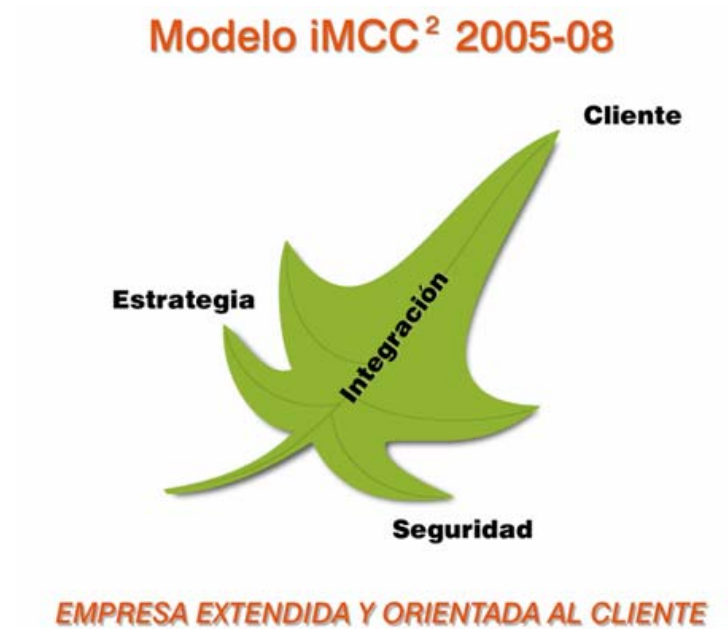 Modelo iMCC² 2005-08
Cliente
Estrategia
Integración
Seguridad
EMPRESA EXTENDIDA Y ORIENTADA AL CLIENTE